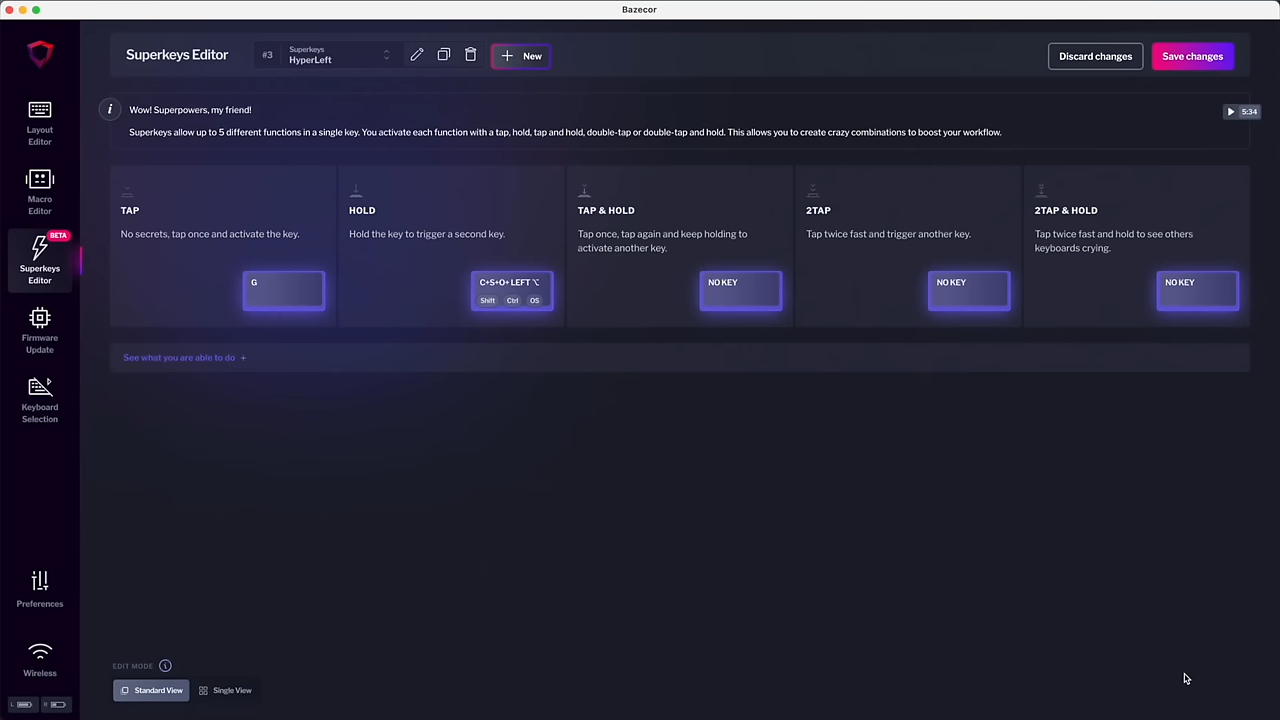 Bazecor
Superkeys Editor
#3
Superkeys
HyperLeft
New
Discard changes
Save changes
Layout
Editor
Macro
Editor
BETA
Superkeys
Editor
Firmware
Update
Keyboard
Selection
Preferences
Wireless
L
R
i
Wow! Superpowers, my friend!
Superkeys allow up to 5 different functions in a single key. You activate each function with a tap, hold, tap and hold, double-tap or double-tap and hold. This allows you to create crazy combinations to boost your workflow.
5:34
TAP
No secrets, tap once and activate the key.
G
HOLD
Hold the key to trigger a second key.
C+S+O+ LEFT ⌥
Shift Ctrl OS
TAP & HOLD
Tap once, tap again and keep holding to
activate another key.
NO KEY
2TAP
Tap twice fast and trigger another key.
NO KEY
2TAP & HOLD
Tap twice fast and hold to see others
keyboards crying.
NO KEY
See what you are able to do +
EDIT MODE i
Standard View
Single View